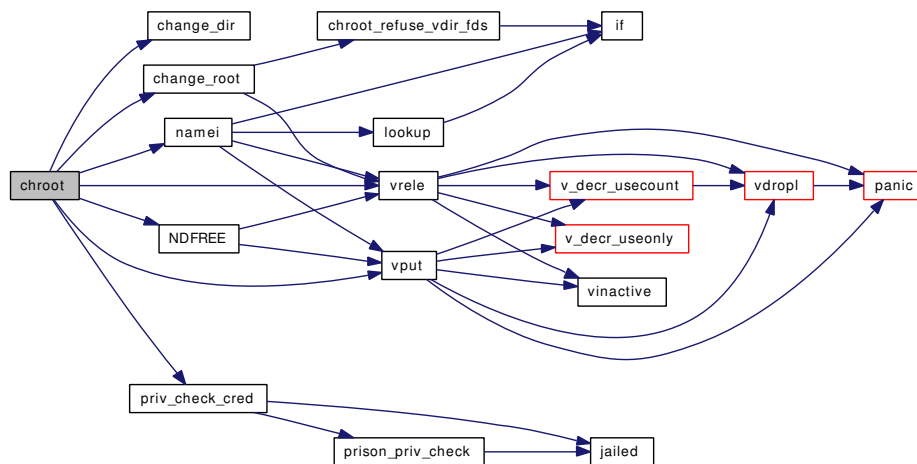 change_dir
chroot_refuse_vdir_fds
if
change_root
namei
lookup
chroot
vrele
v_decr_usecount
vdropl
panic
NDFREE
v_decr_useonly
vput
vinactive
priv_check_cred
prison_priv_check
jailed